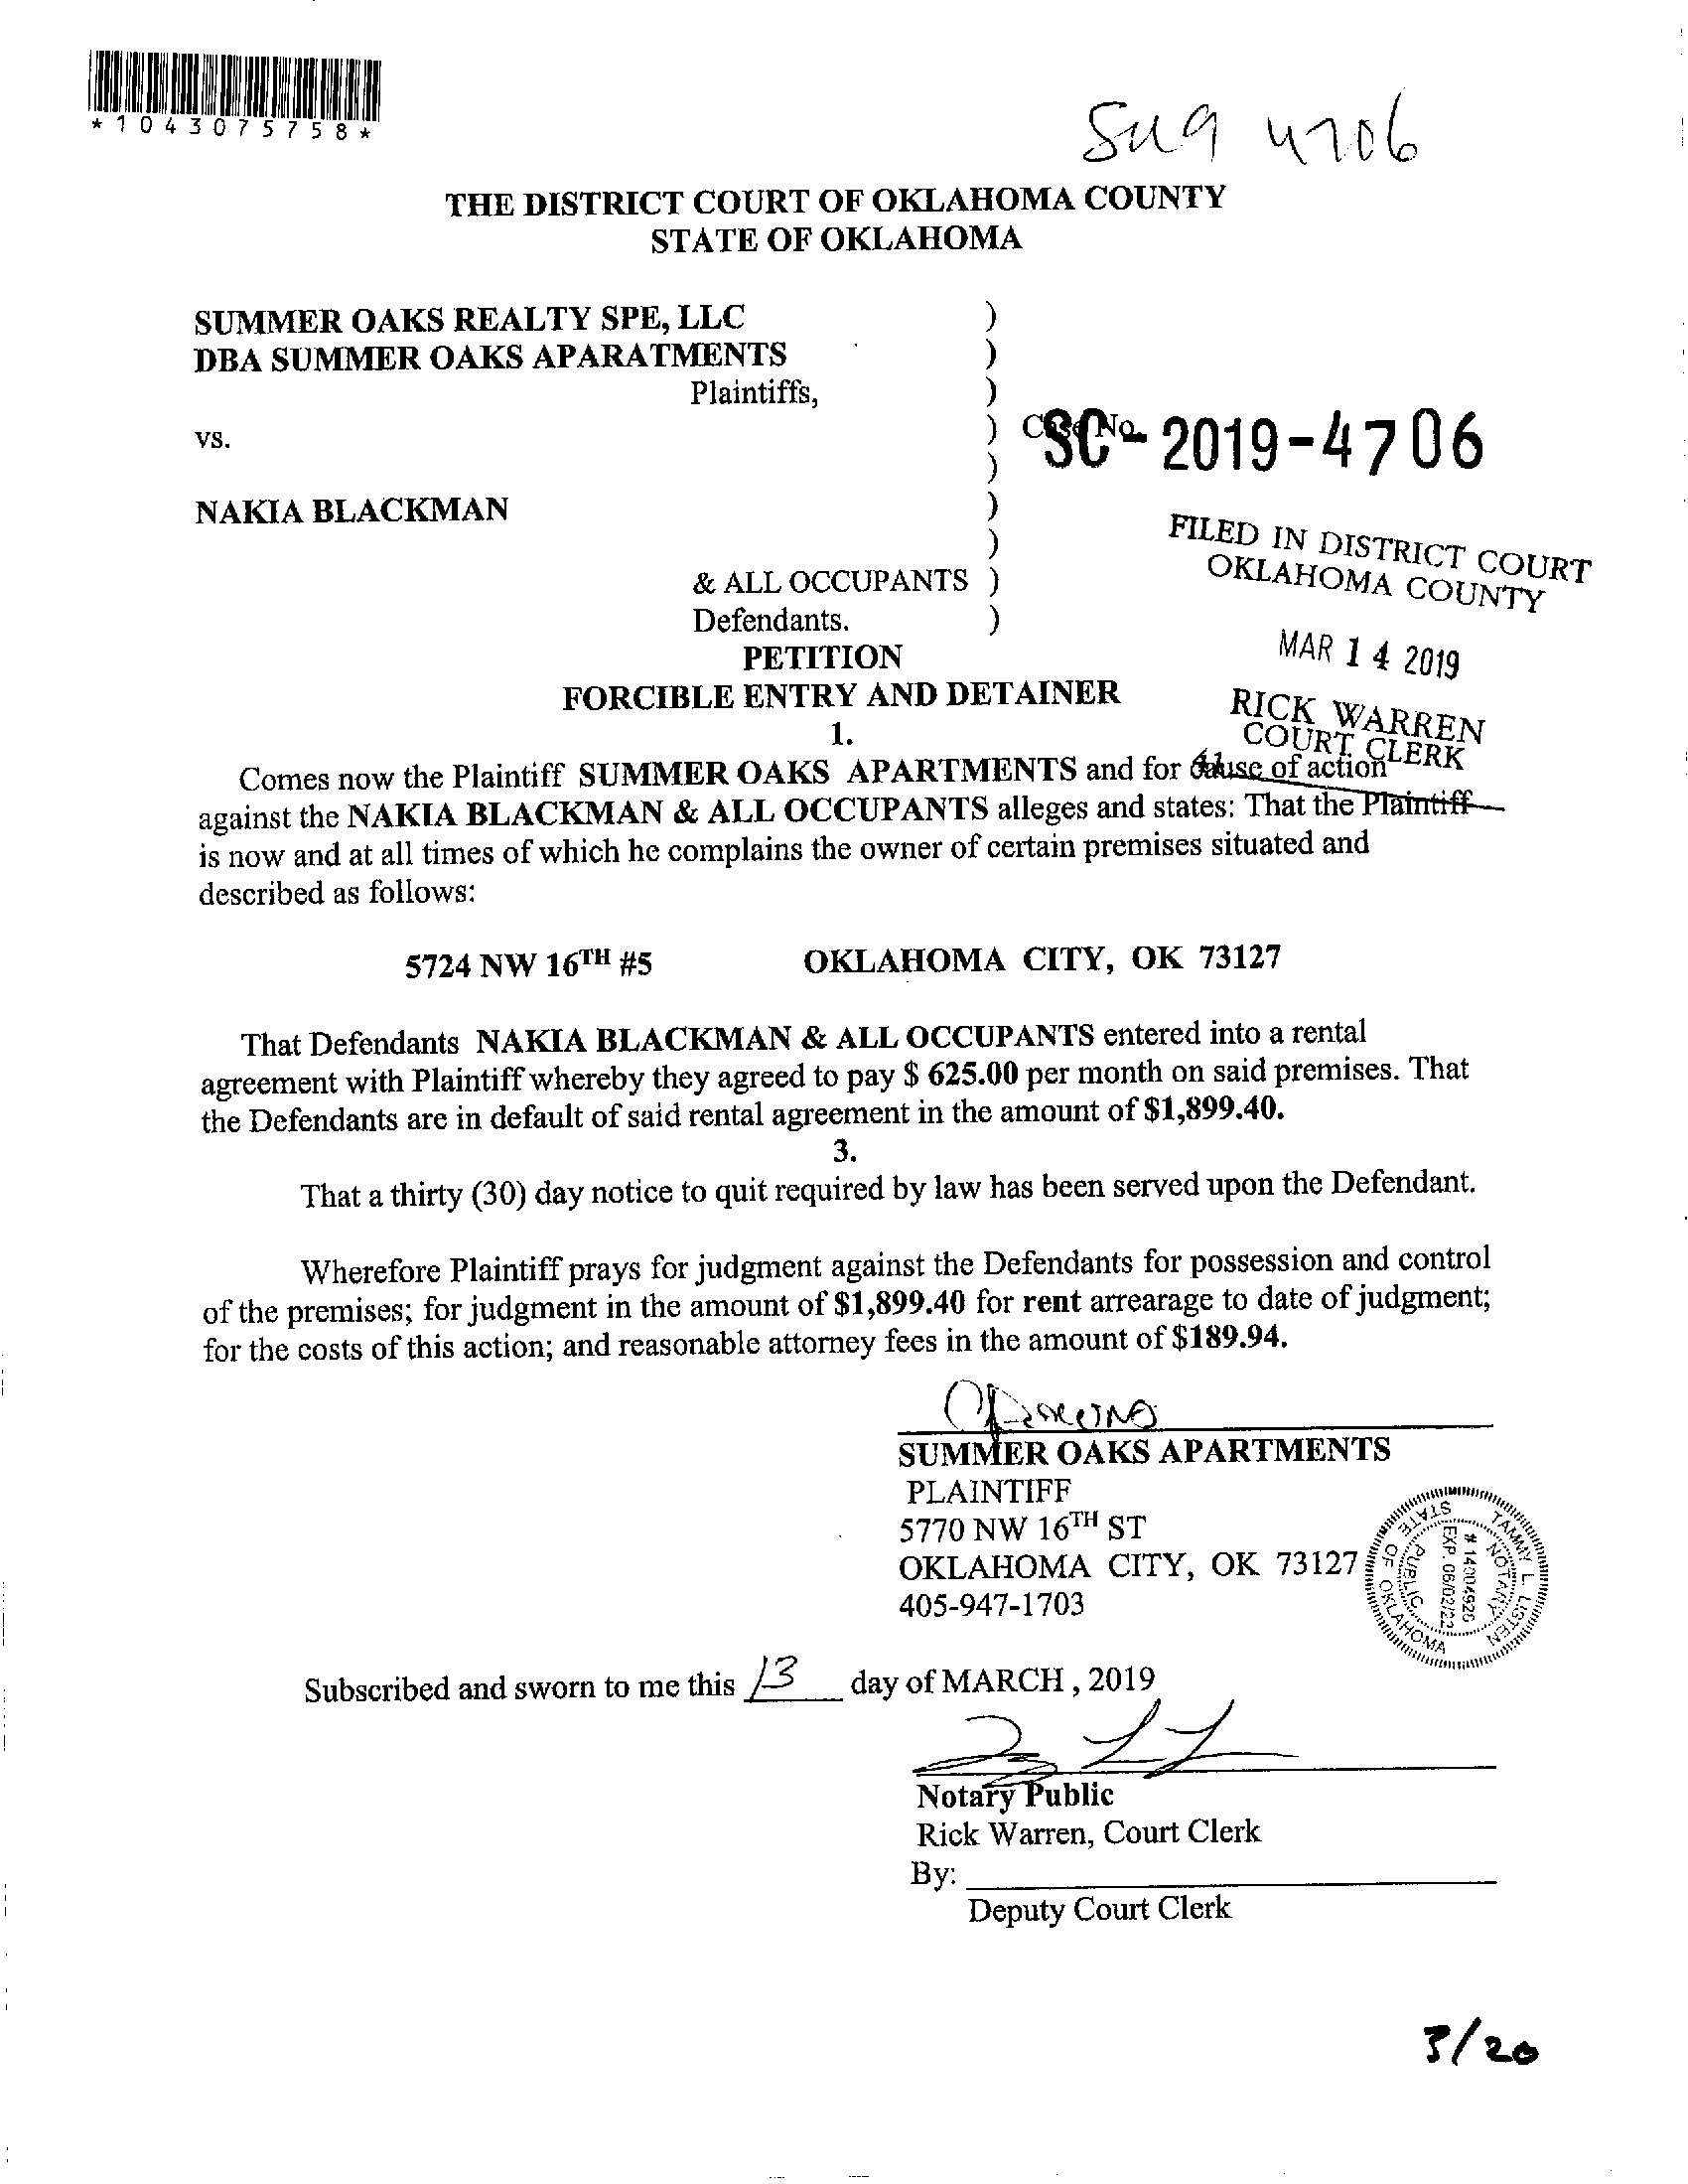 *1043075758*
4706
THE DISTRICT COURT OF OKLAHOMA COUNTY
STATE OF OKLAHOMA
SUMMER OAKS REALTY SPE, LLC )
DBA SUMMER OAKS APARATMENTS )
Plaintiffs, )
vs. ) Case No. SC-2019-4706
)
NAKIA BLACKMAN )
)
& ALL OCCUPANTS )
Defendants. )
FILED IN DISTRICT COURT
OKLAHOMA COUNTY
MAR 14 2019
RICK WARREN
COURT CLERK
PETITION
FORCIBLE ENTRY AND DETAINER
1.
Comes now the Plaintiff SUMMER OAKS APARTMENTS and for cause of action
against the NAKIA BLACKMAN & ALL OCCUPANTS alleges and states: That the Plaintiff
is now and at all times of which he complains the owner of certain premises situated and
described as follows:
5724 NW 16TH #5 OKLAHOMA CITY, OK 73127
That Defendants NAKIA BLACKMAN & ALL OCCUPANTS entered into a rental
agreement with Plaintiff whereby they agreed to pay $ 625.00 per month on said premises. That
the Defendants are in default of said rental agreement in the amount of $1,899.40.
3.
That a thirty (30) day notice to quit required by law has been served upon the Defendant.
Wherefore Plaintiff prays for judgment against the Defendants for possession and control
of the premises; for judgment in the amount of $1,899.40 for rent arrearage to date of judgment;
for the costs of this action; and reasonable attorney fees in the amount of $189.94.
SUMMER OAKS APARTMENTS
PLAINTIFF
5770 NW 16TH ST
OKLAHOMA CITY, OK 73127
405-947-1703
TAMMY L. LISTEN
NOTARY PUBLIC
STATE OF OKLAHOMA
# 14004926
EXP. 06/02/22
Subscribed and sworn to me this 13 day of MARCH , 2019
Notary Public
Rick Warren, Court Clerk
By:
Deputy Court Clerk
3/20